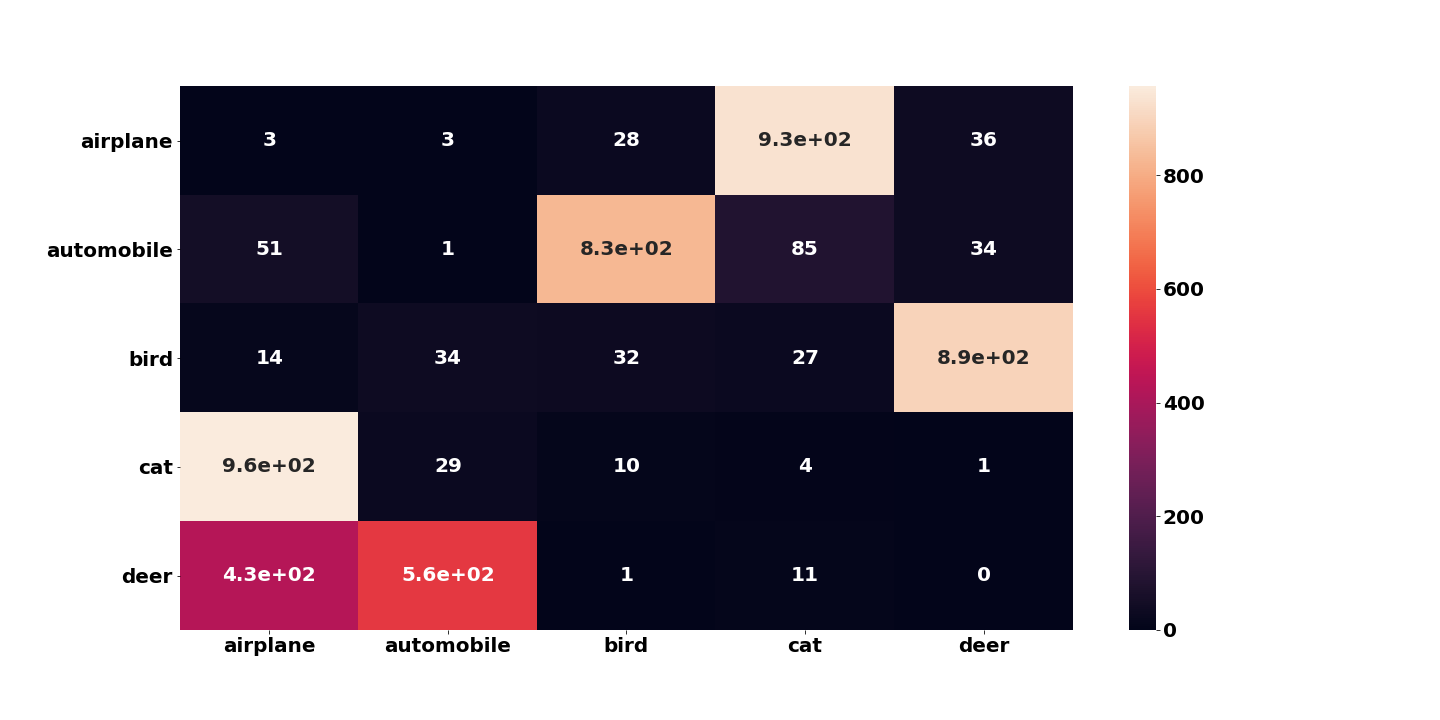 airplane 3 3 28 9.3e+02 36
automobile 51 1 8.3e+02 85 34
bird 14 34 32 27 8.9e+02
cat 9.6e+02 29 10 4 1
deer 4.3e+02 5.6e+02 1 11 0
airplane automobile bird cat deer
800
600
400
200
0